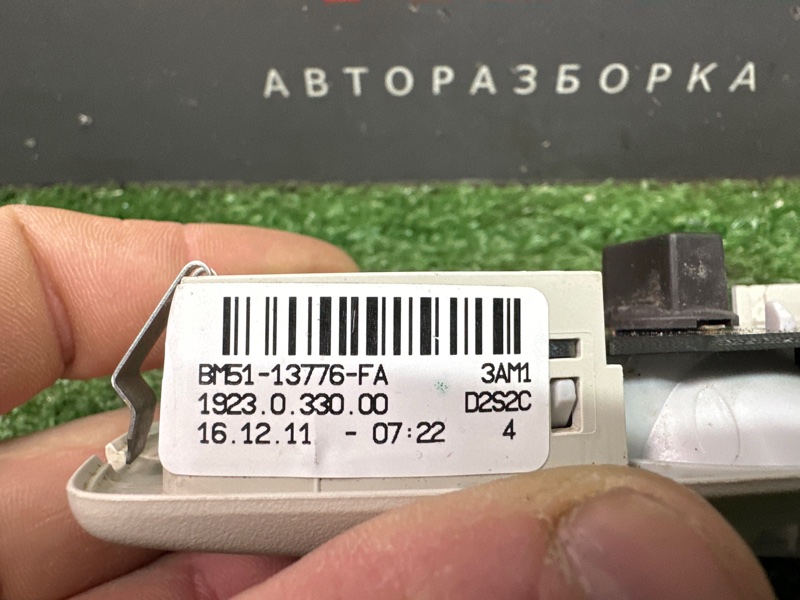 АВТОРАЗБОРКА
BM51-13776-FA 3AM1
1923.0.330.00 D2S2C
16.12.11 - 07:22 4